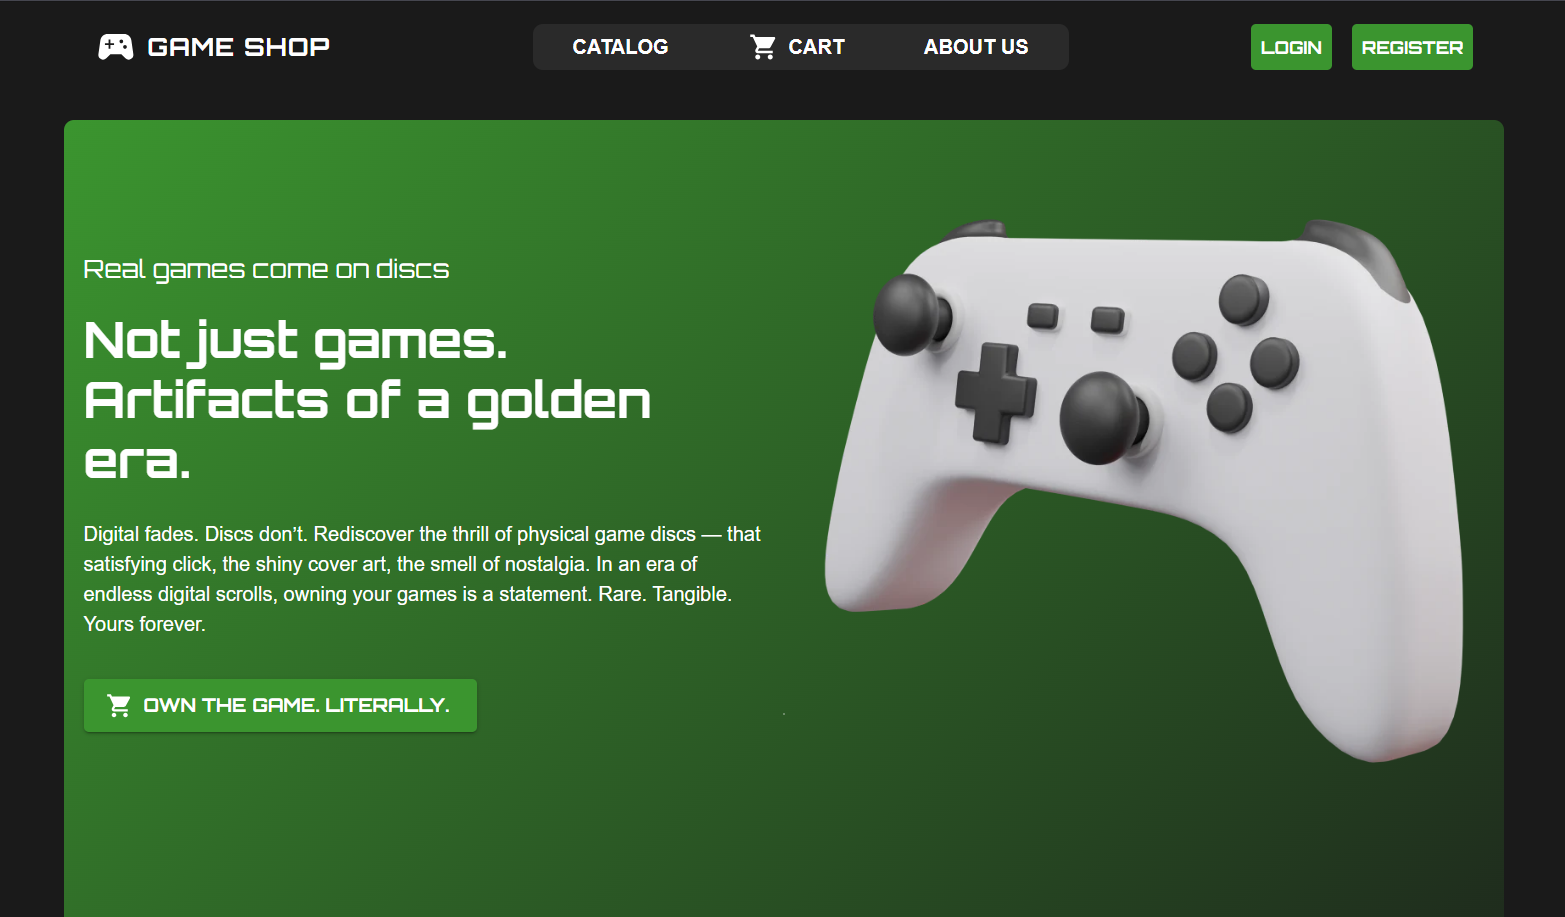 GAME SHOP
CATALOG
CART
ABOUT US
LOGIN
REGISTER
Real games come on discs
Not just games.
Artifacts of a golden
era.
Digital fades. Discs don’t. Rediscover the thrill of physical game discs — that
satisfying click, the shiny cover art, the smell of nostalgia. In an era of
endless digital scrolls, owning your games is a statement. Rare. Tangible.
Yours forever.
OWN THE GAME. LITERALLY.